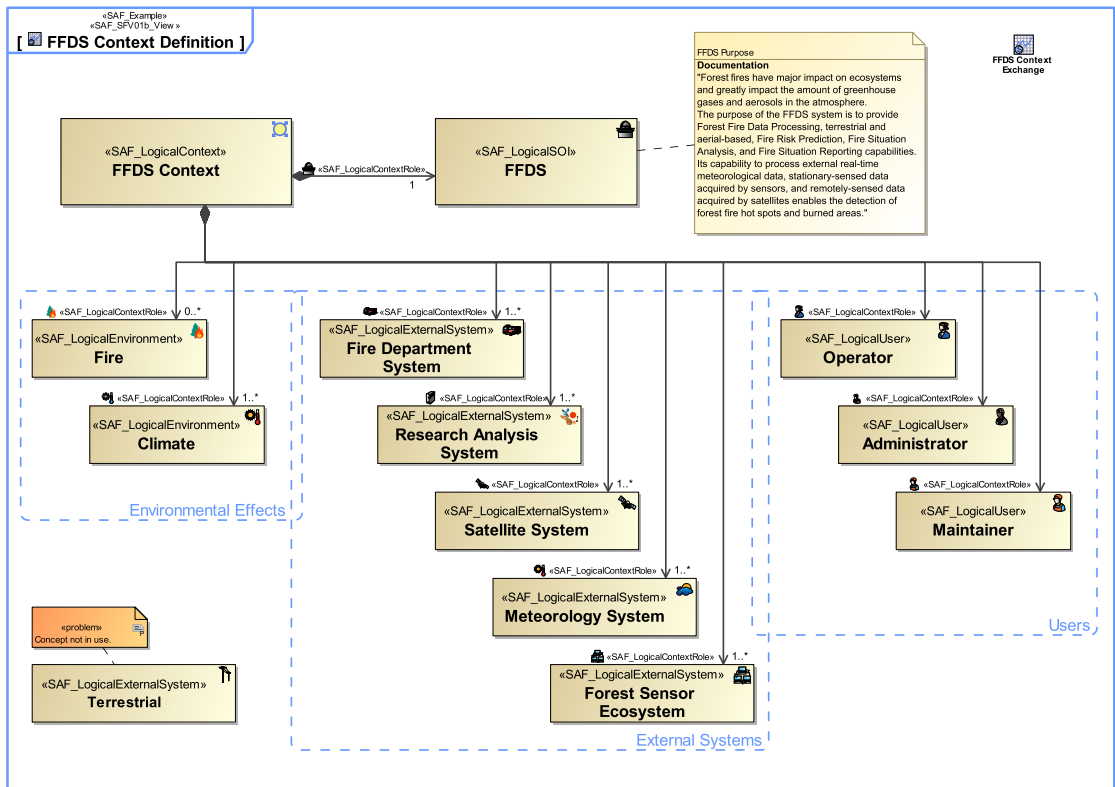 «SAF_Example»
«SAF_SFV01b_View »
[ FFDS Context Definition ]
FFDS Context
Exchange
FFDS Purpose
Documentation
"Forest fires have major impact on ecosystems
and greatly impact the amount of greenhouse
gases and aerosols in the atmosphere.
The purpose of the FFDS system is to provide
Forest Fire Data Processing, terrestrial and
aerial-based, Fire Risk Prediction, Fire Situation
Analysis, and Fire Situation Reporting capabilities.
Its capability to process external real-time
meteorological data, stationary-sensed data
acquired by sensors, and remotely-sensed data
acquired by satellites enables the detection of
forest fire hot spots and burned areas."
«SAF_LogicalContext»
FFDS Context
«SAF_LogicalContextRole»
1
«SAF_LogicalSOI»
FFDS
«SAF_LogicalContextRole»
0..*
«SAF_LogicalEnvironment»
Fire
«SAF_LogicalContextRole»
1..*
«SAF_LogicalEnvironment»
Climate
Environmental Effects
«SAF_LogicalContextRole»
1..*
«SAF_LogicalExternalSystem»
Fire Department
System
«SAF_LogicalContextRole»
1..*
«SAF_LogicalExternalSystem»
Research Analysis
System
«SAF_LogicalContextRole»
1..*
«SAF_LogicalExternalSystem»
Satellite System
«SAF_LogicalContextRole»
1..*
«SAF_LogicalExternalSystem»
Meteorology System
«SAF_LogicalContextRole»
1..*
«SAF_LogicalExternalSystem»
Forest Sensor
Ecosystem
External Systems
«SAF_LogicalContextRole»
«SAF_LogicalUser»
Operator
«SAF_LogicalContextRole»
«SAF_LogicalUser»
Administrator
«SAF_LogicalContextRole»
«SAF_LogicalUser»
Maintainer
Users
«problem»
Concept not in use.
«SAF_LogicalExternalSystem»
Terrestrial